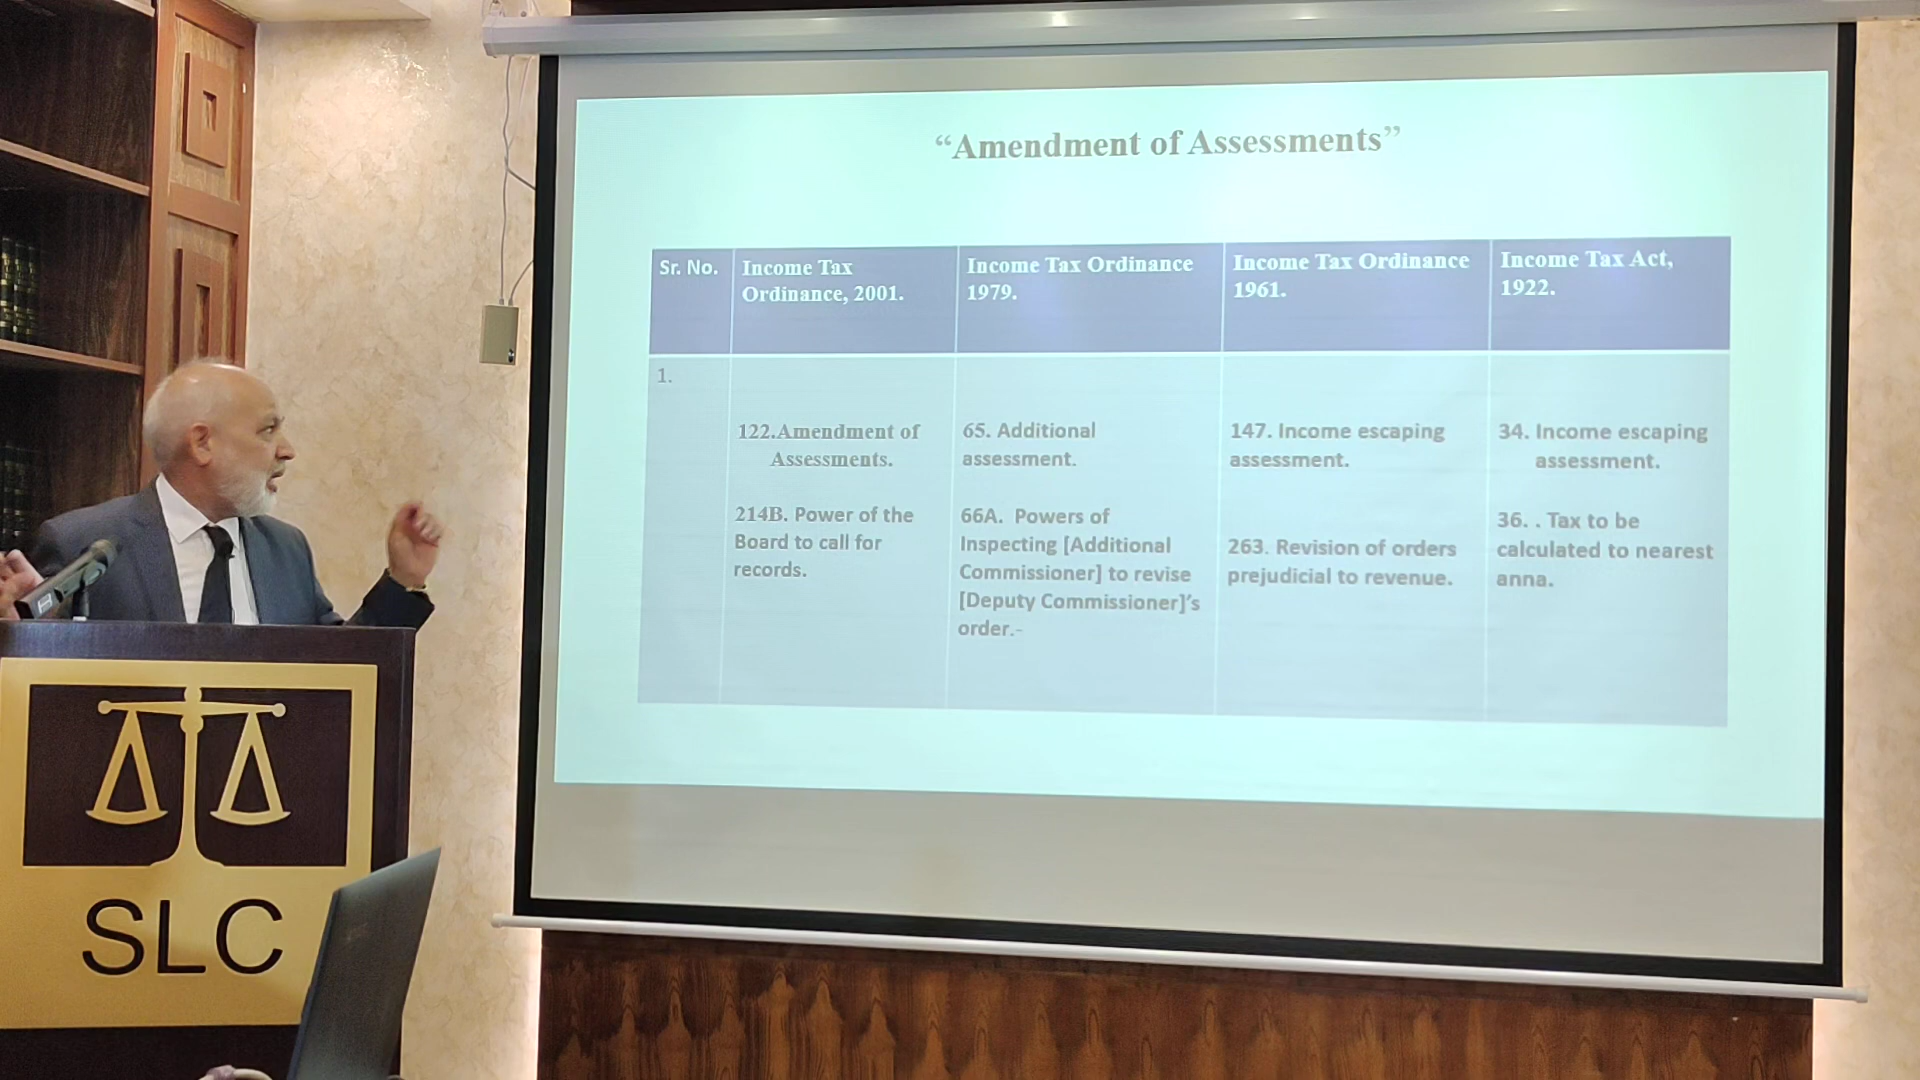 “Amendment of Assessments”
Sr. No.
Income Tax
Ordinance, 2001.
Income Tax Ordinance
1979.
Income Tax Ordinance
1961.
Income Tax Act,
1922.
1.
122.Amendment of
Assessments.
214B. Power of the
Board to call for
records.
65. Additional
assessment.
66A. Powers of
Inspecting [Additional
Commissioner] to revise
[Deputy Commissioner]’s
order.-
147. Income escaping
assessment.
263. Revision of orders
prejudicial to revenue.
34. Income escaping
assessment.
36. . Tax to be
calculated to nearest
anna.
SLC